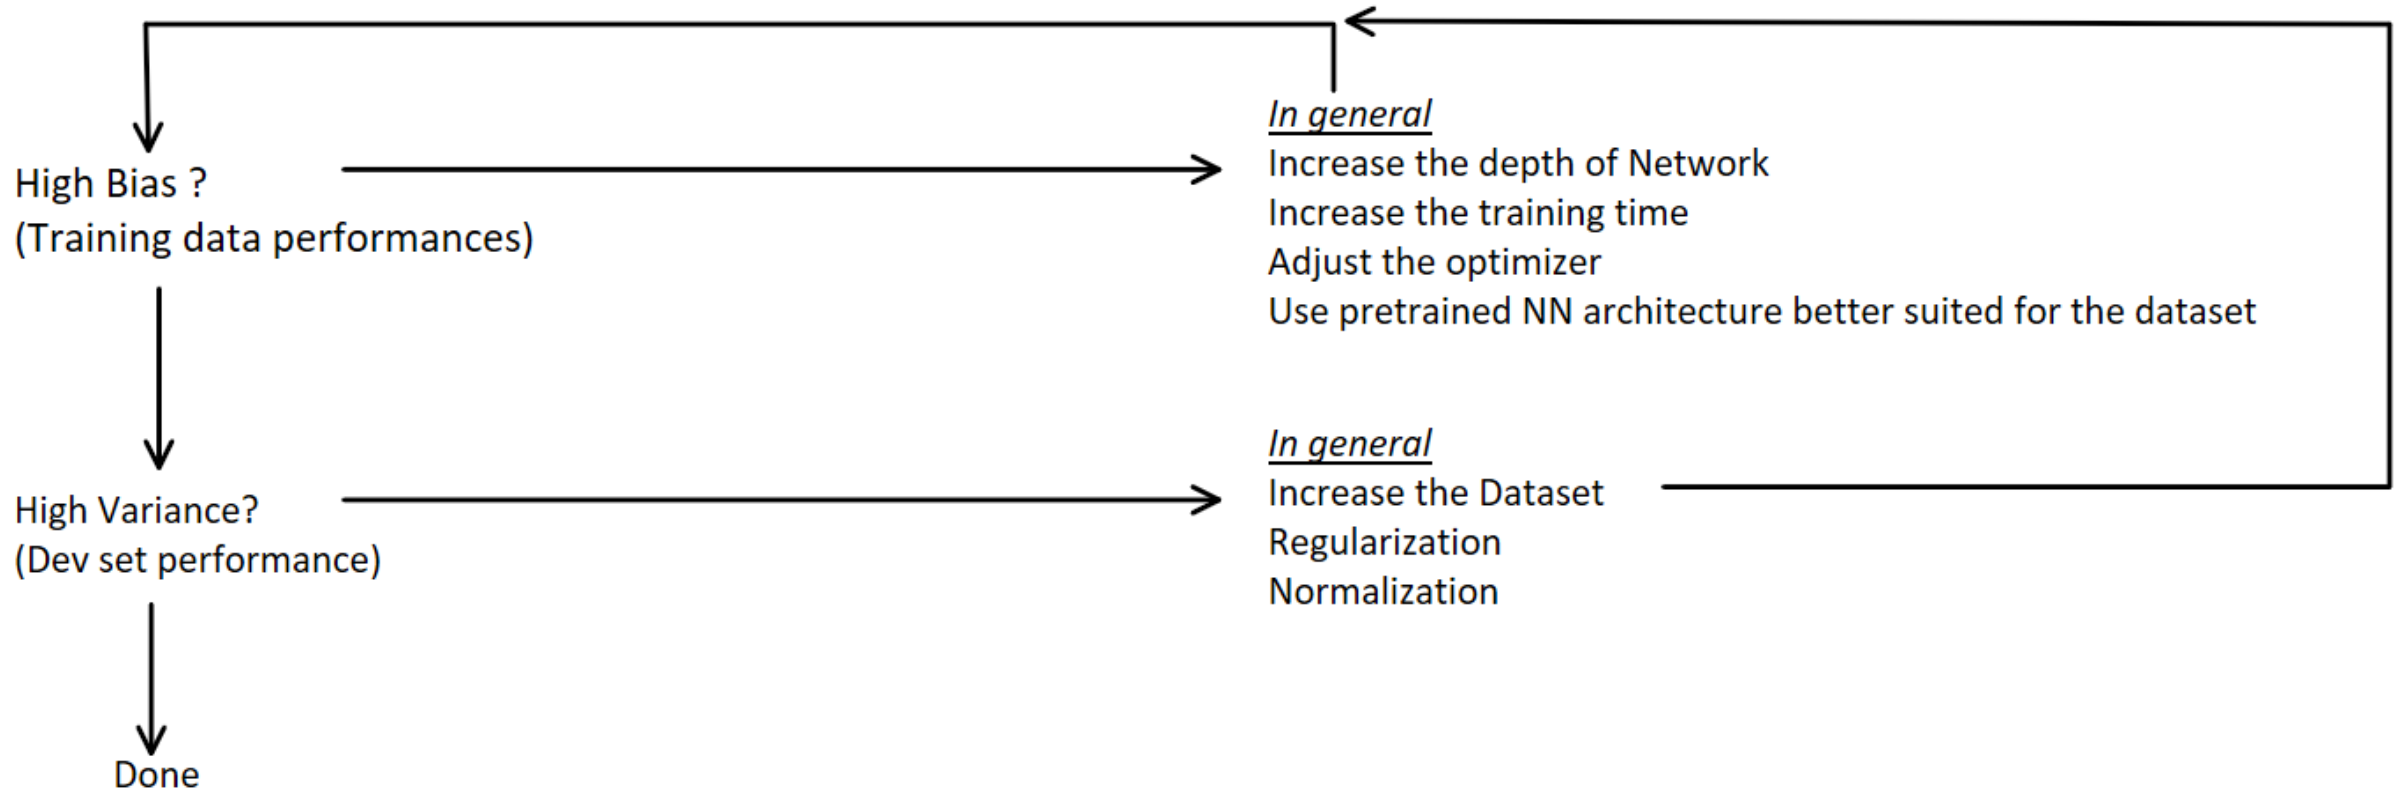 High Bias ?
(Training data performances)
In general
Increase the depth of Network
Increase the training time
Adjust the optimizer
Use pretrained NN architecture better suited for the dataset
High Variance?
(Dev set performance)
In general
Increase the Dataset
Regularization
Normalization
Done